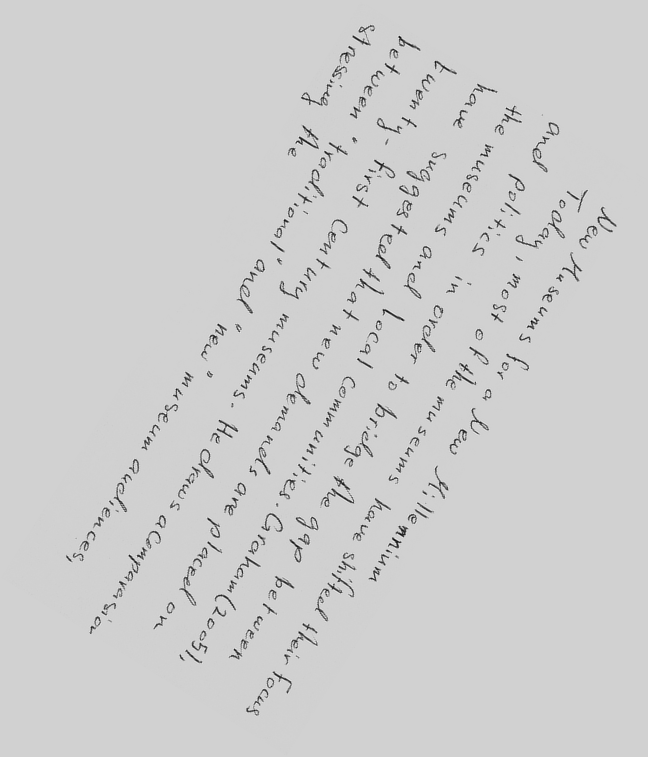 New Museums for a New Millemnium
Today, most of the museums have shifted their focus
and politics in order to bridge the gap between
the museums and local communities. Graham (2005),
have suggested that new demands are placed on
twenty-first century museums. He draws a comparasion
between "traditional" and "new" museum audiences,
stressing the